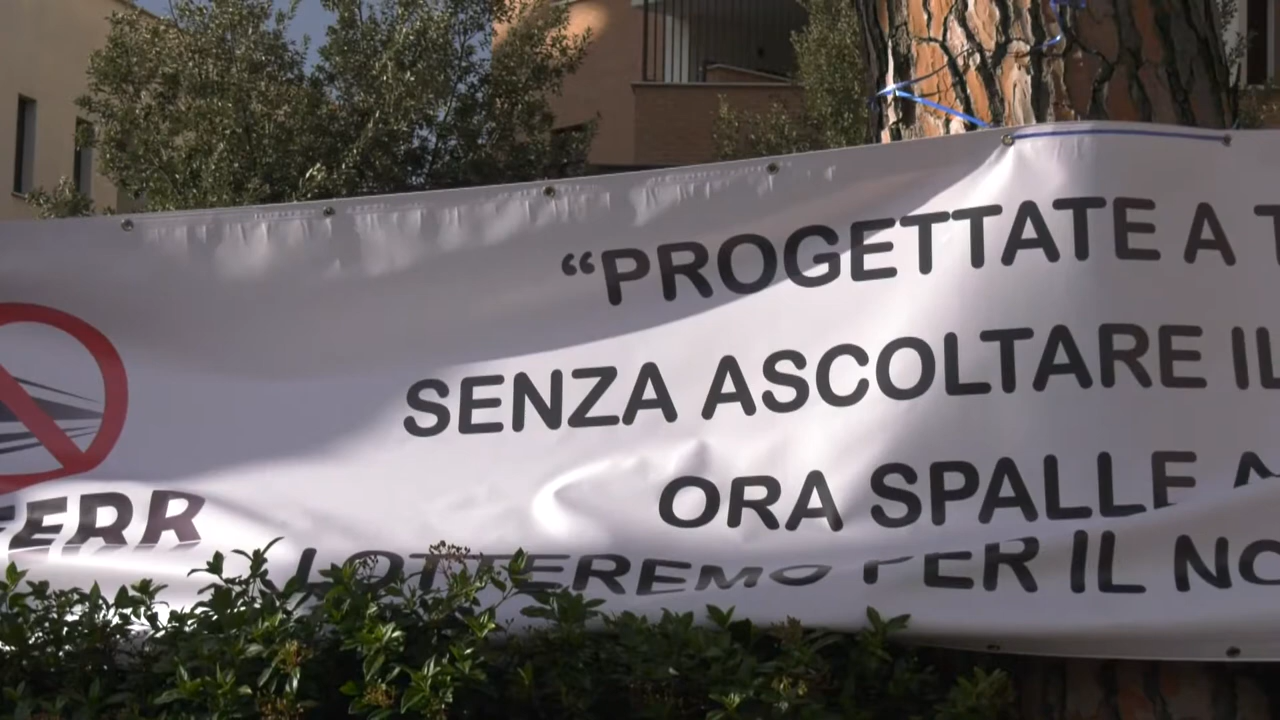 “PROGETTATE A T
SENZA ASCOLTARE IL
ORA SPALLE
FERR
LOTTEREMO PER IL NO